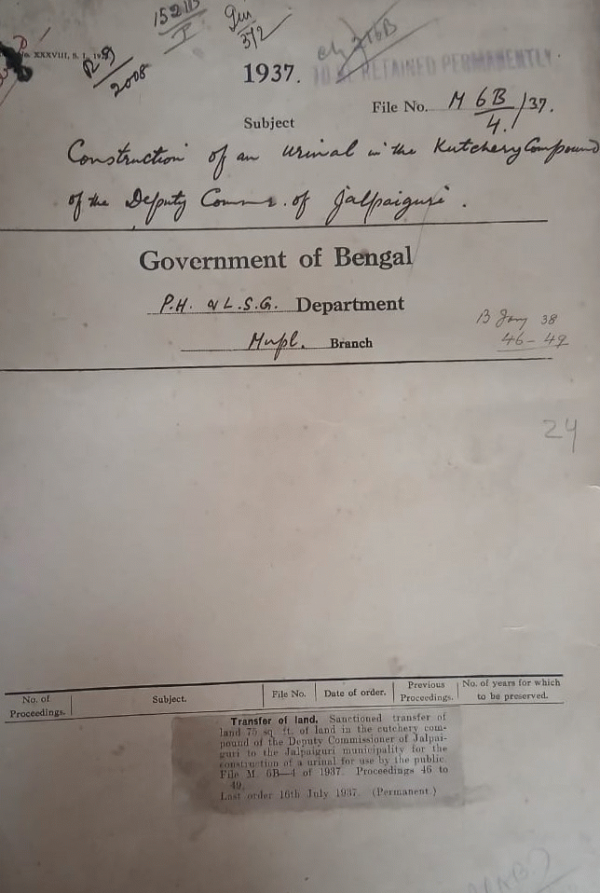 XXXVIII, S. I.
R-9
2008
1937.
TO BE RETAINED PERMANENTLY
File No. M 6B/4./37.
Subject
Construction of an urinal in the Kutchery Compound
of the Deputy Commr. of Jalpaiguri.
Government of Bengal
P.H. & L.S.G. Department
Mupl. Branch
B Jany 38
46-49
24
No. of Proceedings. Subject. File No. Date of order. Previous Proceedings. No. of years for which to be preserved.
Transfer of land. Sanctioned transfer of
land 75 sq. ft. of land in the cutchery com-
pound of the Deputy Commissioner of Jalpai-
guri to the Jalpaiguri municipality for the
construction of a urinal for use by the public.
File M. 6B—4 of 1937. Proceedings 46 to
49.
Last order 16th July 1937. (Permanent.)